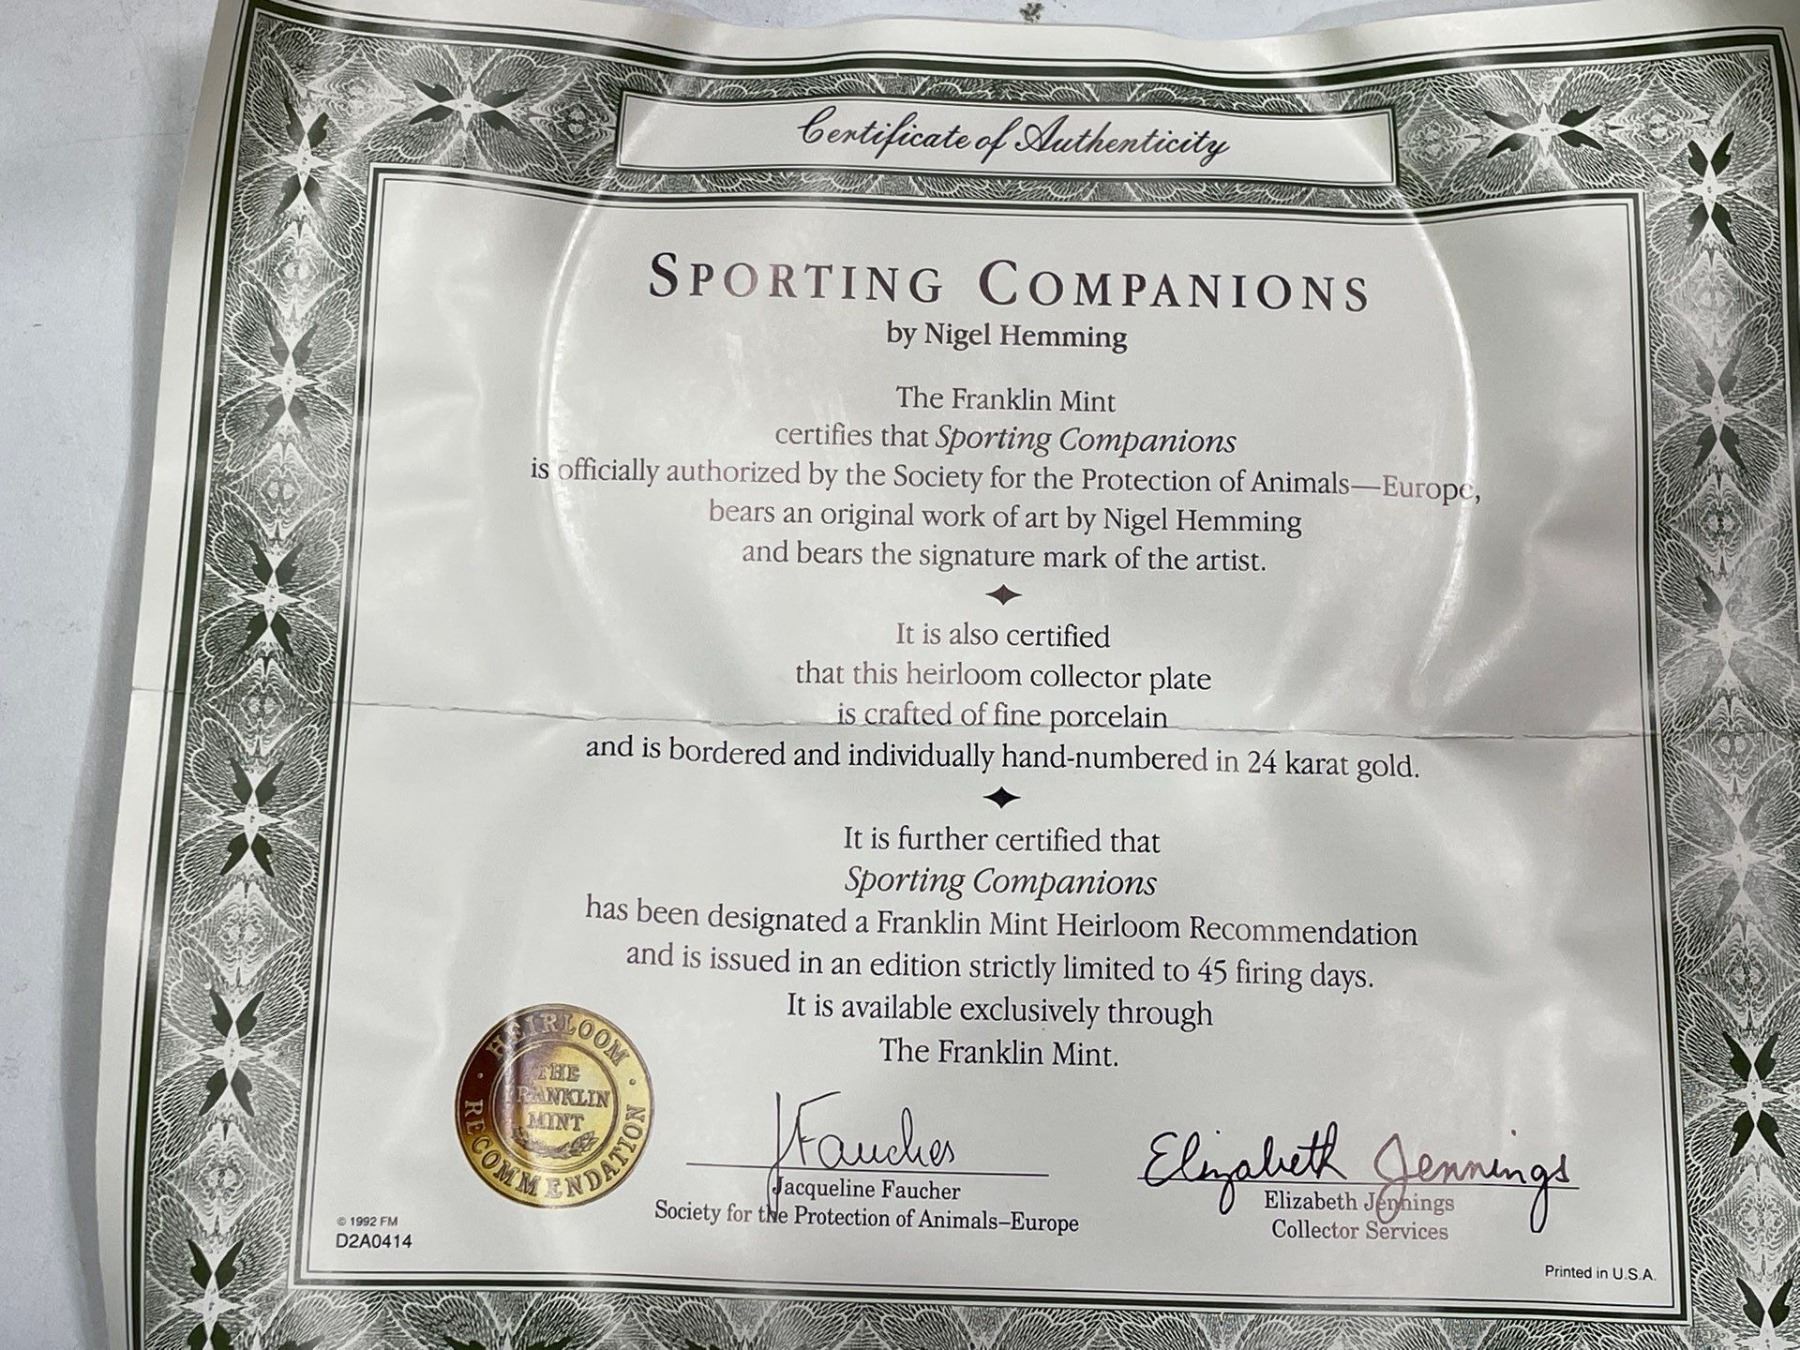 Certificate of Authenticity
SPORTING COMPANIONS
by Nigel Hemming
The Franklin Mint
certifies that Sporting Companions
is officially authorized by the Society for the Protection of Animals—Europe,
bears an original work of art by Nigel Hemming
and bears the signature mark of the artist.
It is also certified
that this heirloom collector plate
is crafted of fine porcelain
and is bordered and individually hand-numbered in 24 karat gold.
It is further certified that
Sporting Companions
has been designated a Franklin Mint Heirloom Recommendation
and is issued in an edition strictly limited to 45 firing days.
It is available exclusively through
The Franklin Mint.
HEIRLOOM
THE
FRANKLIN
MINT
RECOMMENDATION
JFaucher
Jacqueline Faucher
Society for the Protection of Animals–Europe
Elizabeth Jennings
Elizabeth Jennings
Collector Services
© 1992 FM
D2A0414
Printed in U.S.A.